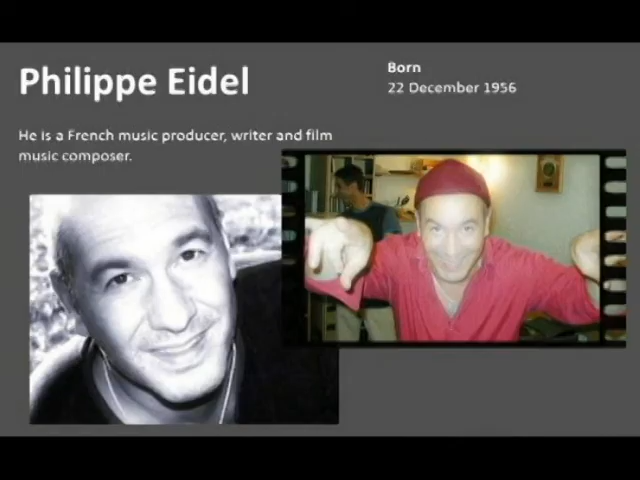 Philippe Eidel
Born
22 December 1956
He is a French music producer, writer and film
music composer.